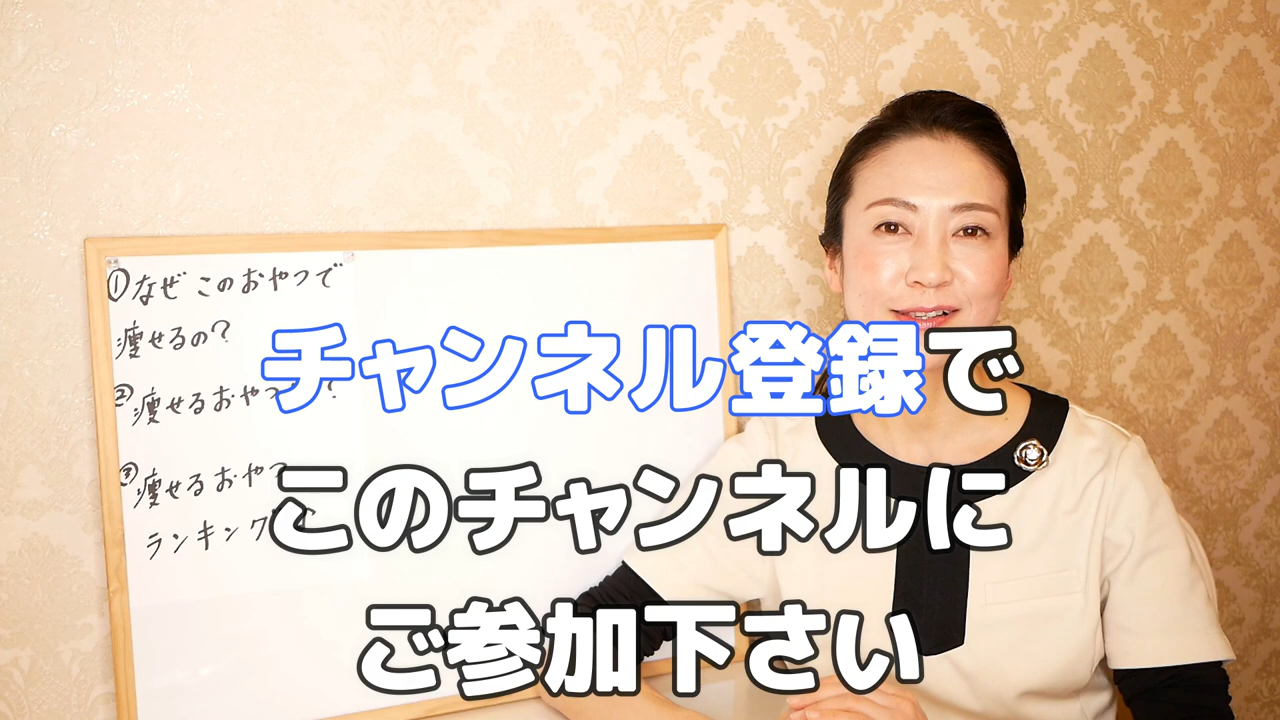 ①なぜこのおやつで
痩せるの?
②痩せるおやつ ?
③痩せるおやつ
ランキング
チャンネル登録で
このチャンネルに
ご参加下さい